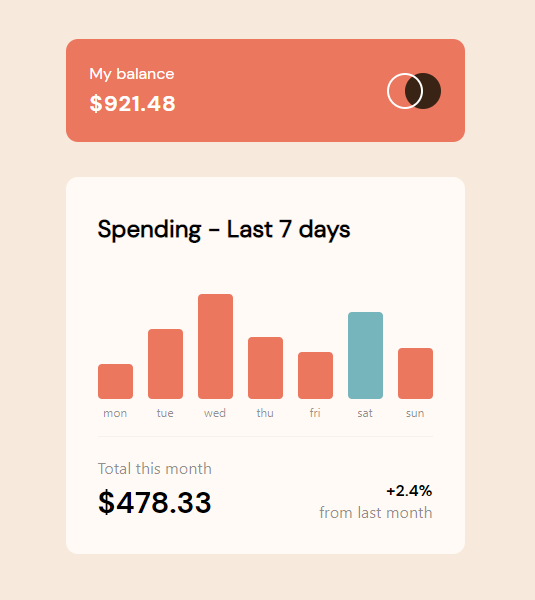 My balance
$921.48
Spending - Last 7 days
mon tue wed thu fri sat sun
Total this month
$478.33
+2.4%
from last month